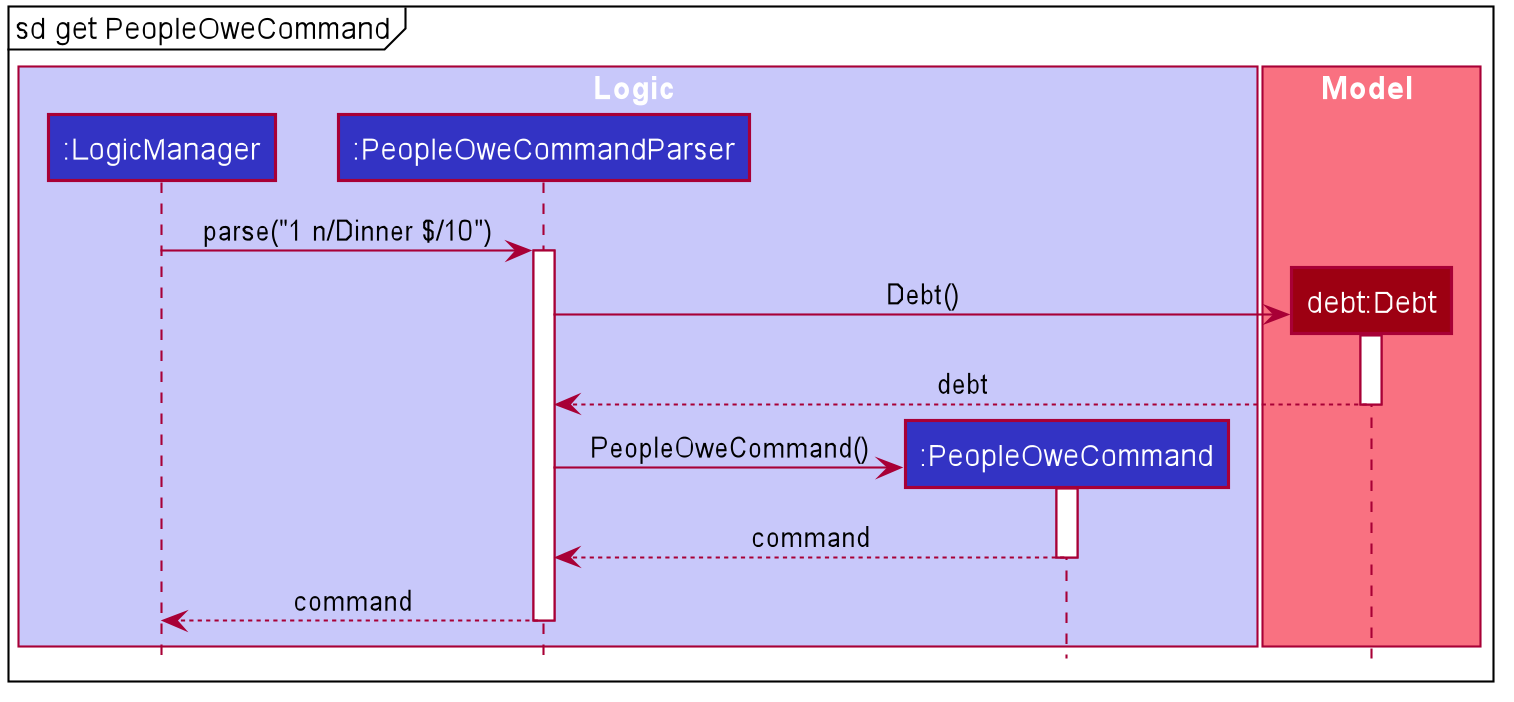 sd get PeopleOweCommand
Logic
Model
:LogicManager
:PeopleOweCommandParser
parse("1 n/Dinner $/10")
Debt()
debt:Debt
debt
PeopleOweCommand()
:PeopleOweCommand
command
command